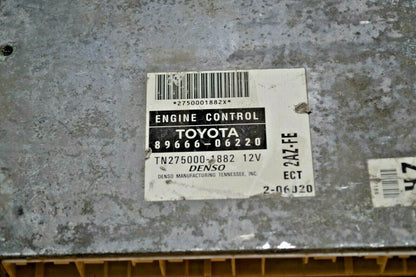 *2750001882X*
ENGINE CONTROL
TOYOTA
89666-06220
TN275000-1882 12V
DENSO
DENSO MANUFACTURING TENNESSEE, INC.
2AZ-FE
ECT
2-06J20
17